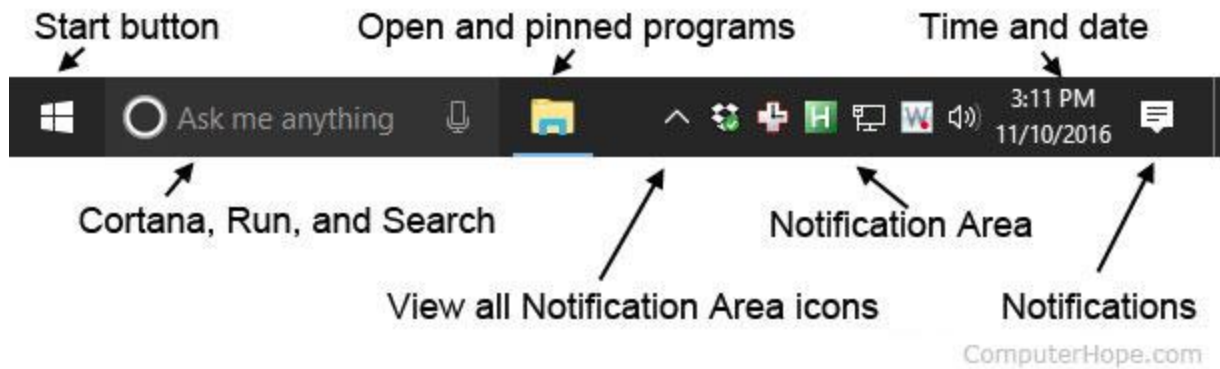 Start button
Open and pinned programs
Time and date
Ask me anything
H
W
3:11 PM
11/10/2016
Cortana, Run, and Search
Notification Area
View all Notification Area icons
Notifications
ComputerHope.com